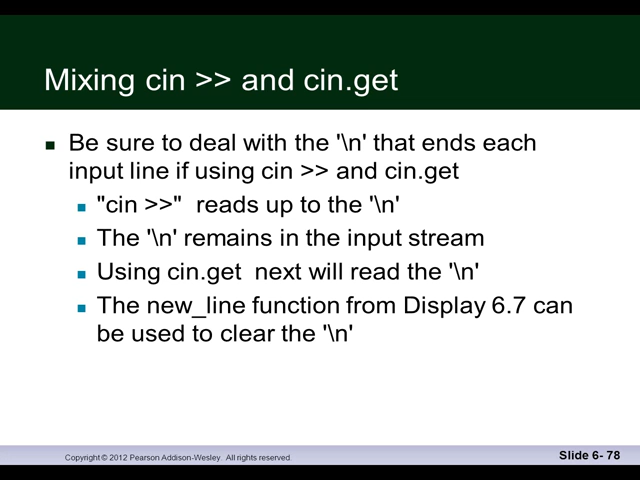 Mixing cin >> and cin.get
Be sure to deal with the '\n' that ends each
input line if using cin >> and cin.get
"cin >>"  reads up to the '\n'
The '\n' remains in the input stream
Using cin.get  next will read the '\n'
The new_line function from Display 6.7 can
be used to clear the '\n'
Copyright © 2012 Pearson Addison-Wesley.  All rights reserved.
Slide 6- 78